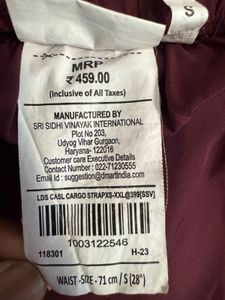 S
MRP
₹ 459.00
(Inclusive of All Taxes)
MANUFACTURED BY
SRI SIDHI VINAYAK INTERNATIONAL
Plot No 203,
Udyog Vihar Gurgaon,
Haryana- 122016
Customer care Executive Details
Contact Number : 022-71230555
Email Id : suggestion@dmartindia.com
LDS CASL CARGO STRAPXS-XXL@399[SSV]
1003122546
118301 H-23
WAIST -SIZE - 71 cm / S (28")